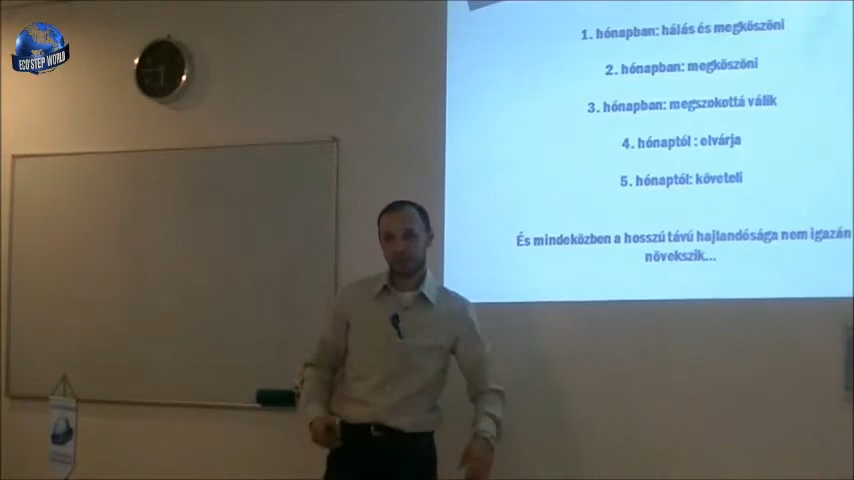 ECO STEP WORLD
1. hónapban: hálás és megköszöni
2. hónapban: megköszöni
3. hónapban: megszokottá válik
4. hónaptól : elvárja
5. hónaptól: követeli
És mindeközben a hosszú távú hajlandósága nem igazán
növekszik...